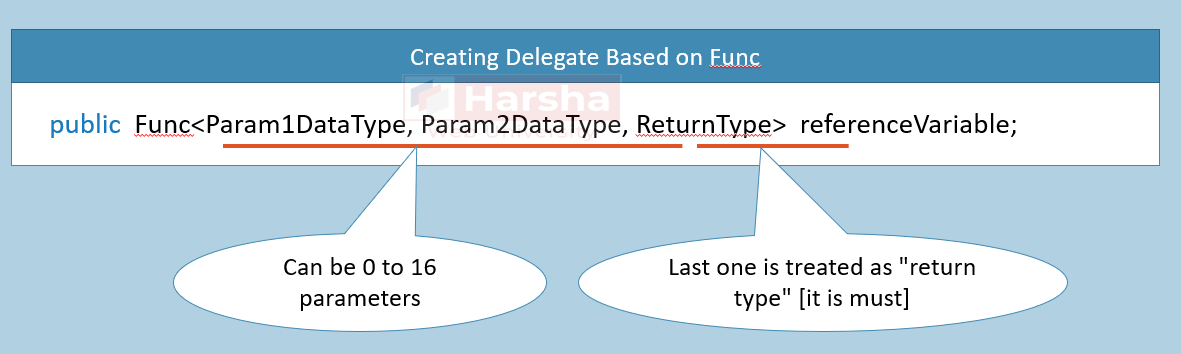 Creating Delegate Based on Func
Harsha
public Func<Param1DataType, Param2DataType, ReturnType> referenceVariable;
Can be 0 to 16
parameters
Last one is treated as "return
type" [it is must]